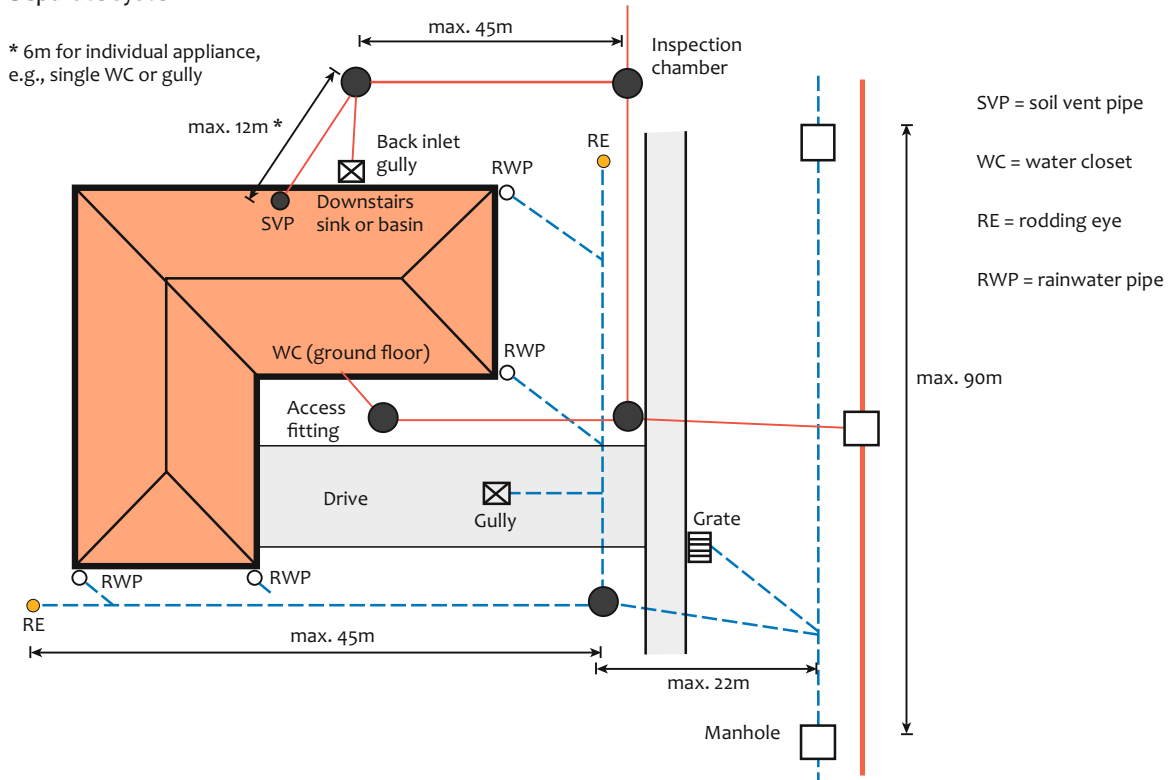 * 6m for individual appliance,
e.g., single WC or gully
max. 45m
Inspection
chamber
SVP = soil vent pipe
max. 12m *
Back inlet
gully
RE
WC = water closet
RWP
SVP
Downstairs
sink or basin
RE = rodding eye
RWP = rainwater pipe
WC (ground floor)
RWP
max. 90m
Access
fitting
Drive
Gully
Grate
RWP
RWP
RE
max. 45m
max. 22m
Manhole